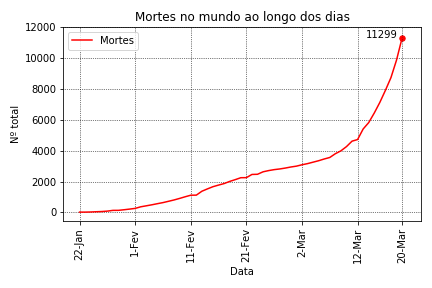 Mortes no mundo ao longo dos dias
Mortes
11299
Nº total
12000
10000
8000
6000
4000
2000
0
22-Jan
1-Fev
11-Fev
21-Fev
2-Mar
12-Mar
20-Mar
Data